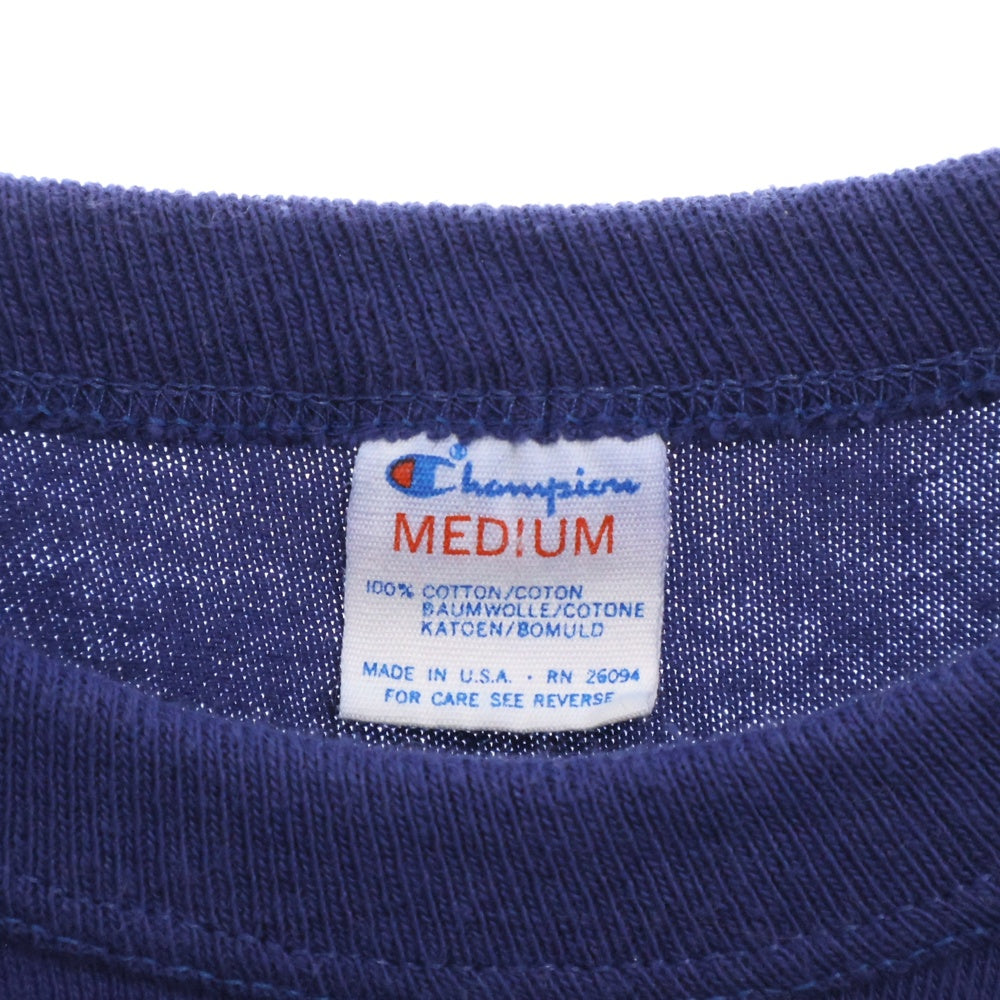 Champion®
MEDIUM
100% COTTON/COTON
BAUMWOLLE/COTONE
KATOEN/BOMULD
MADE IN U.S.A. · RN 26094
FOR CARE SEE REVERSE